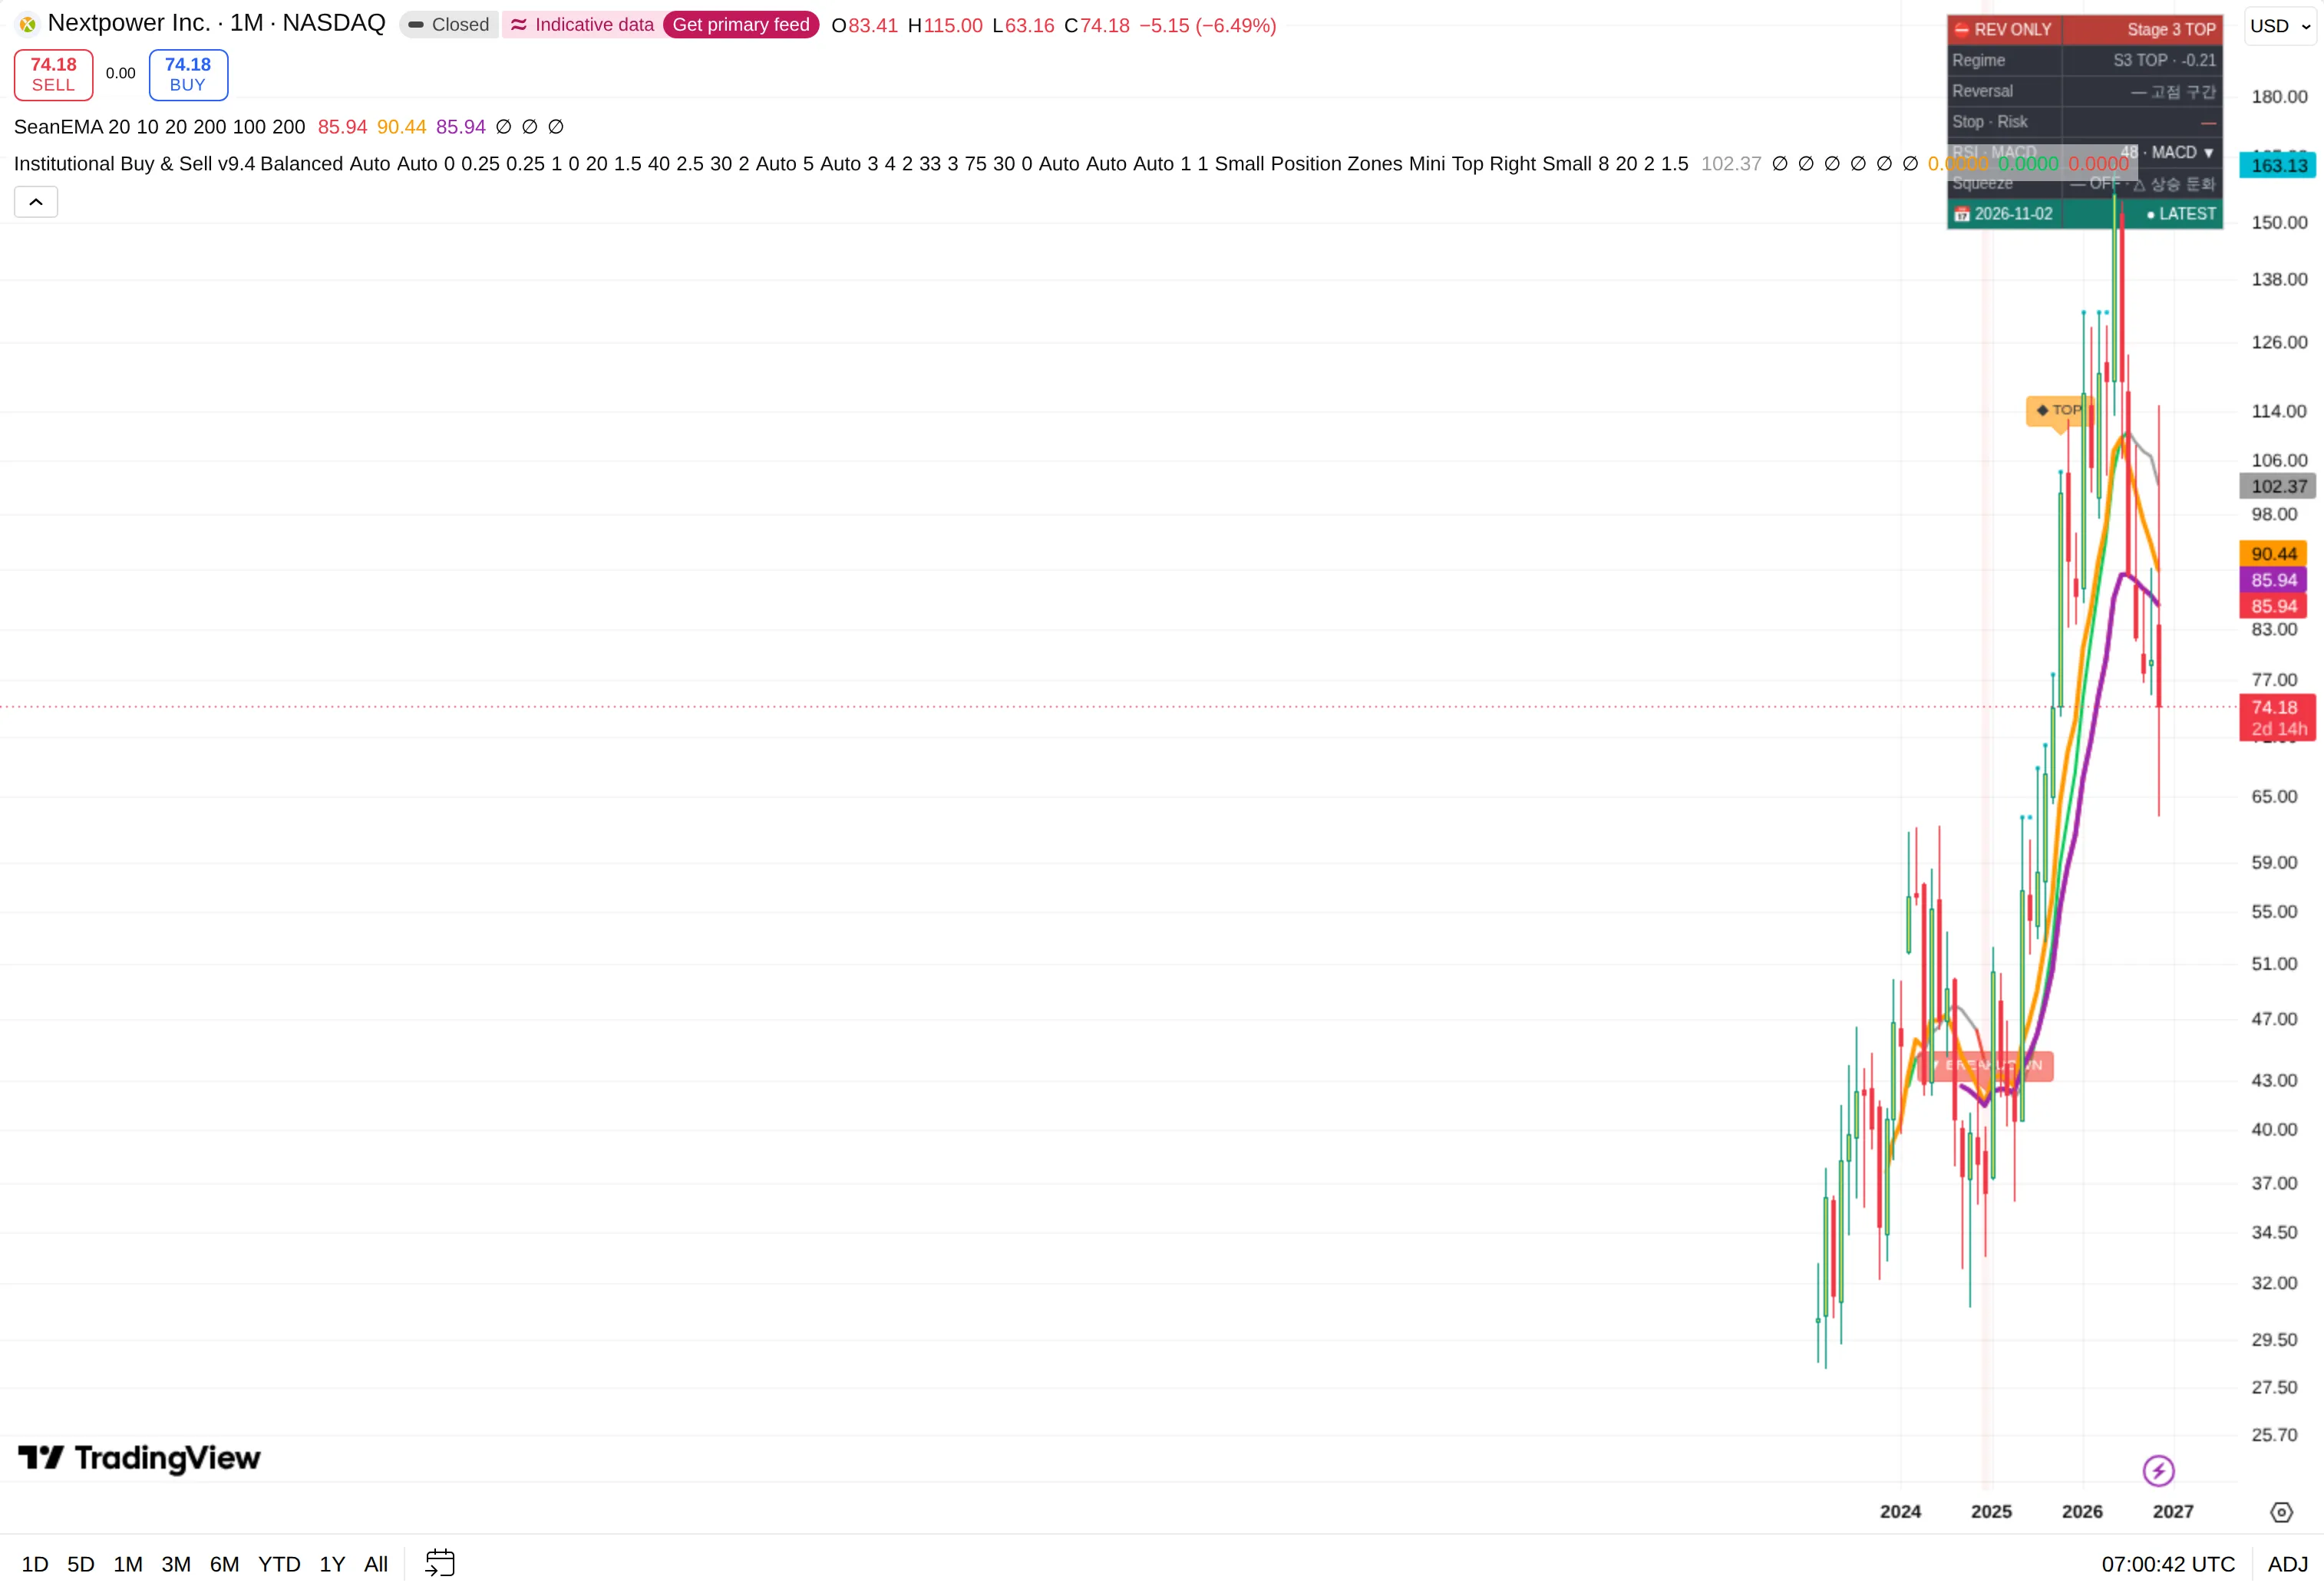 Nextpower Inc. · 1M · NASDAQ Closed Indicative data Get primary feed O83.41 H115.00 L63.16 C74.18 −5.15 (−6.49%)
USD
74.18 SELL
0.00
74.18 BUY
SeanEMA 20 10 20 200 100 200 85.94 90.44 85.94 ∅ ∅ ∅
Institutional Buy & Sell v9.4 Balanced Auto Auto 0 0.25 0.25 1 0 20 1.5 40 2.5 30 2 Auto 5 Auto 3 4 2 33 3 75 30 0 Auto Auto Auto 1 1 Small Position Zones Mini Top Right Small 8 20 2 1.5 102.37 ∅ ∅ ∅ ∅ ∅ ∅ 0.0000 0.0000 0.0000
REV ONLY Stage 3 TOP
Regime S3 TOP · -0.21
Reversal — 고점 구간
Stop · Risk —
RSI · MACD 48 · MACD ▼
Squeeze — OFF · △ 상승 둔화
2026-11-02 ● LATEST
180.00
163.13
150.00
138.00
126.00
114.00
106.00
102.37
98.00
90.44
85.94
85.94
83.00
77.00
74.18
2d 14h
65.00
59.00
55.00
51.00
47.00
43.00
40.00
37.00
34.50
32.00
29.50
27.50
25.70
◆ TOP
▼ BREAKDOWN
TradingView
2024 2025 2026 2027
1D 5D 1M 3M 6M YTD 1Y All
07:00:42 UTC ADJ